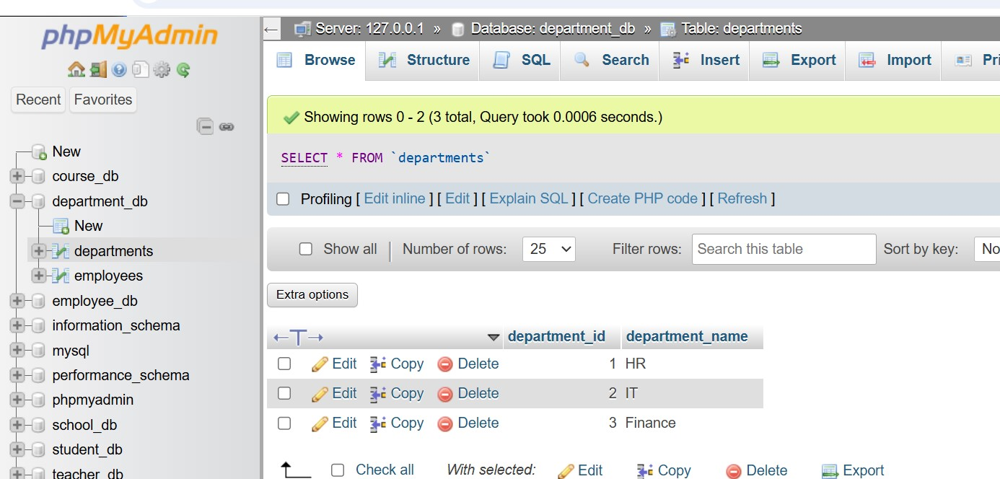 phpMyAdmin
Recent Favorites
New
course_db
department_db
New
departments
employees
employee_db
information_schema
mysql
performance_schema
phpmyadmin
school_db
student_db
teacher_db
← Server: 127.0.0.1 » Database: department_db » Table: departments
Browse Structure SQL Search Insert Export Import Pri
Showing rows 0 - 2 (3 total, Query took 0.0006 seconds.)
SELECT * FROM `departments`
Profiling [ Edit inline ] [ Edit ] [ Explain SQL ] [ Create PHP code ] [ Refresh ]
Show all | Number of rows: 25 Filter rows: Search this table Sort by key: No
Extra options
←T→ department_id department_name
Edit Copy Delete 1 HR
Edit Copy Delete 2 IT
Edit Copy Delete 3 Finance
Check all With selected: Edit Copy Delete Export